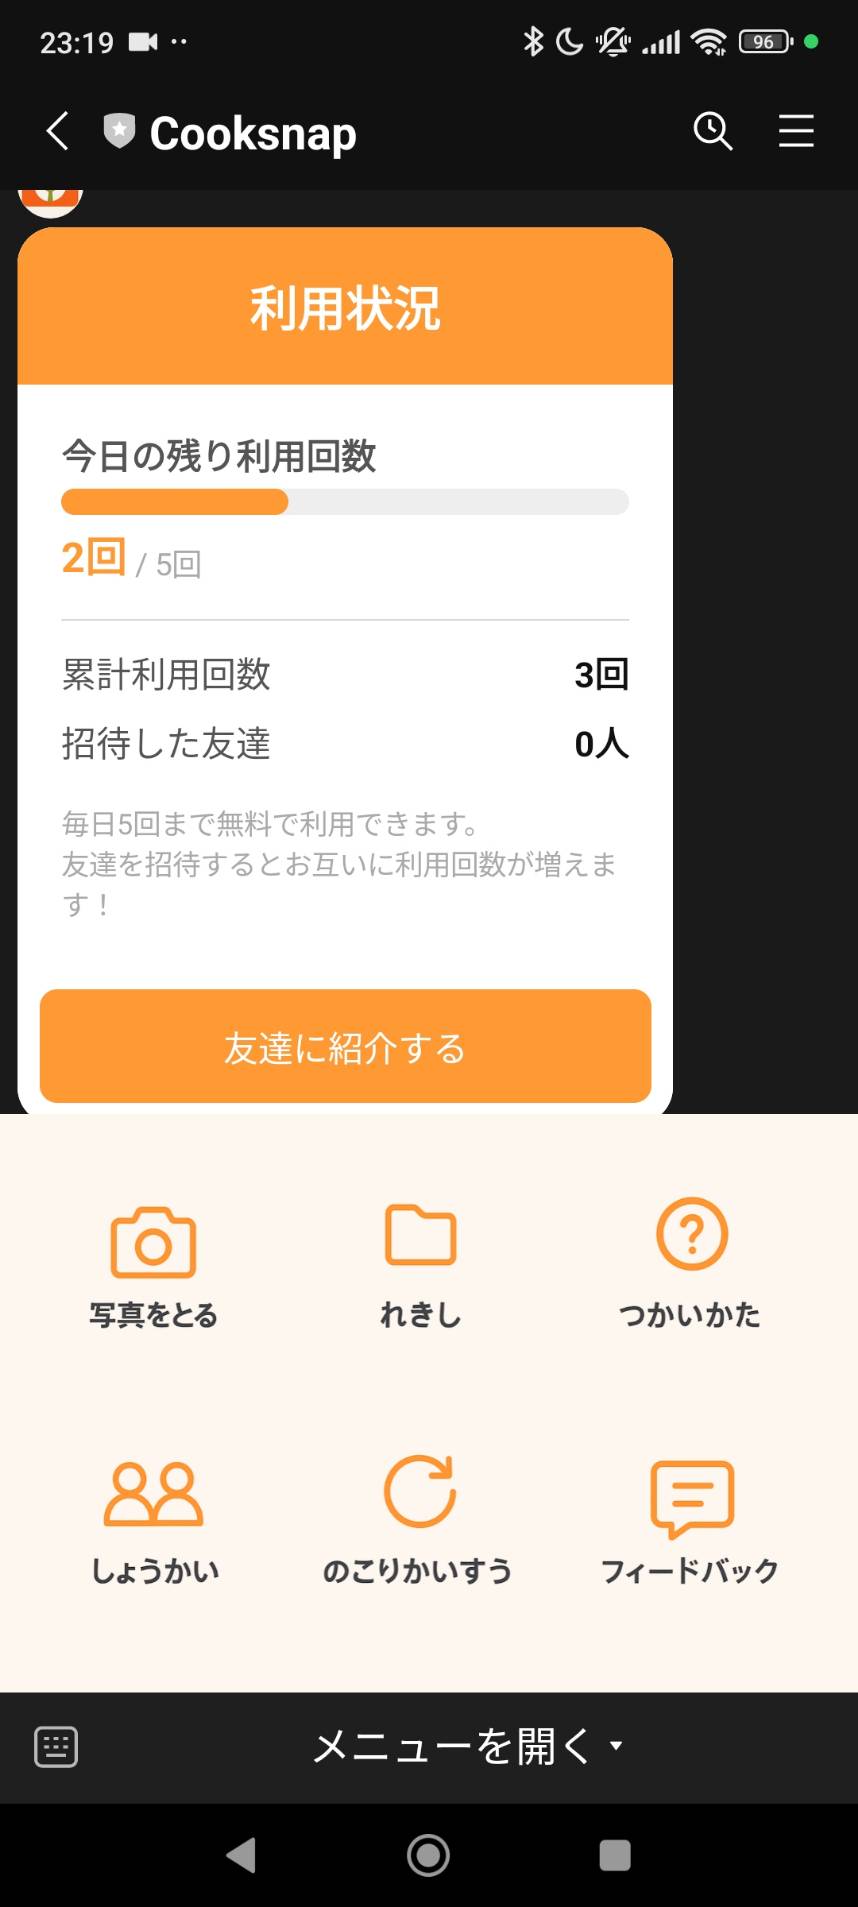 23:19
96
Cooksnap
利用状況
今日の残り利用回数
2回 / 5回
累計利用回数 3回
招待した友達 0人
毎日5回まで無料で利用できます。
友達を招待するとお互いに利用回数が増えま
す！
友達に紹介する
写真をとる れきし つかいかた
しょうかい のこりかいすう フィードバック
メニューを開く